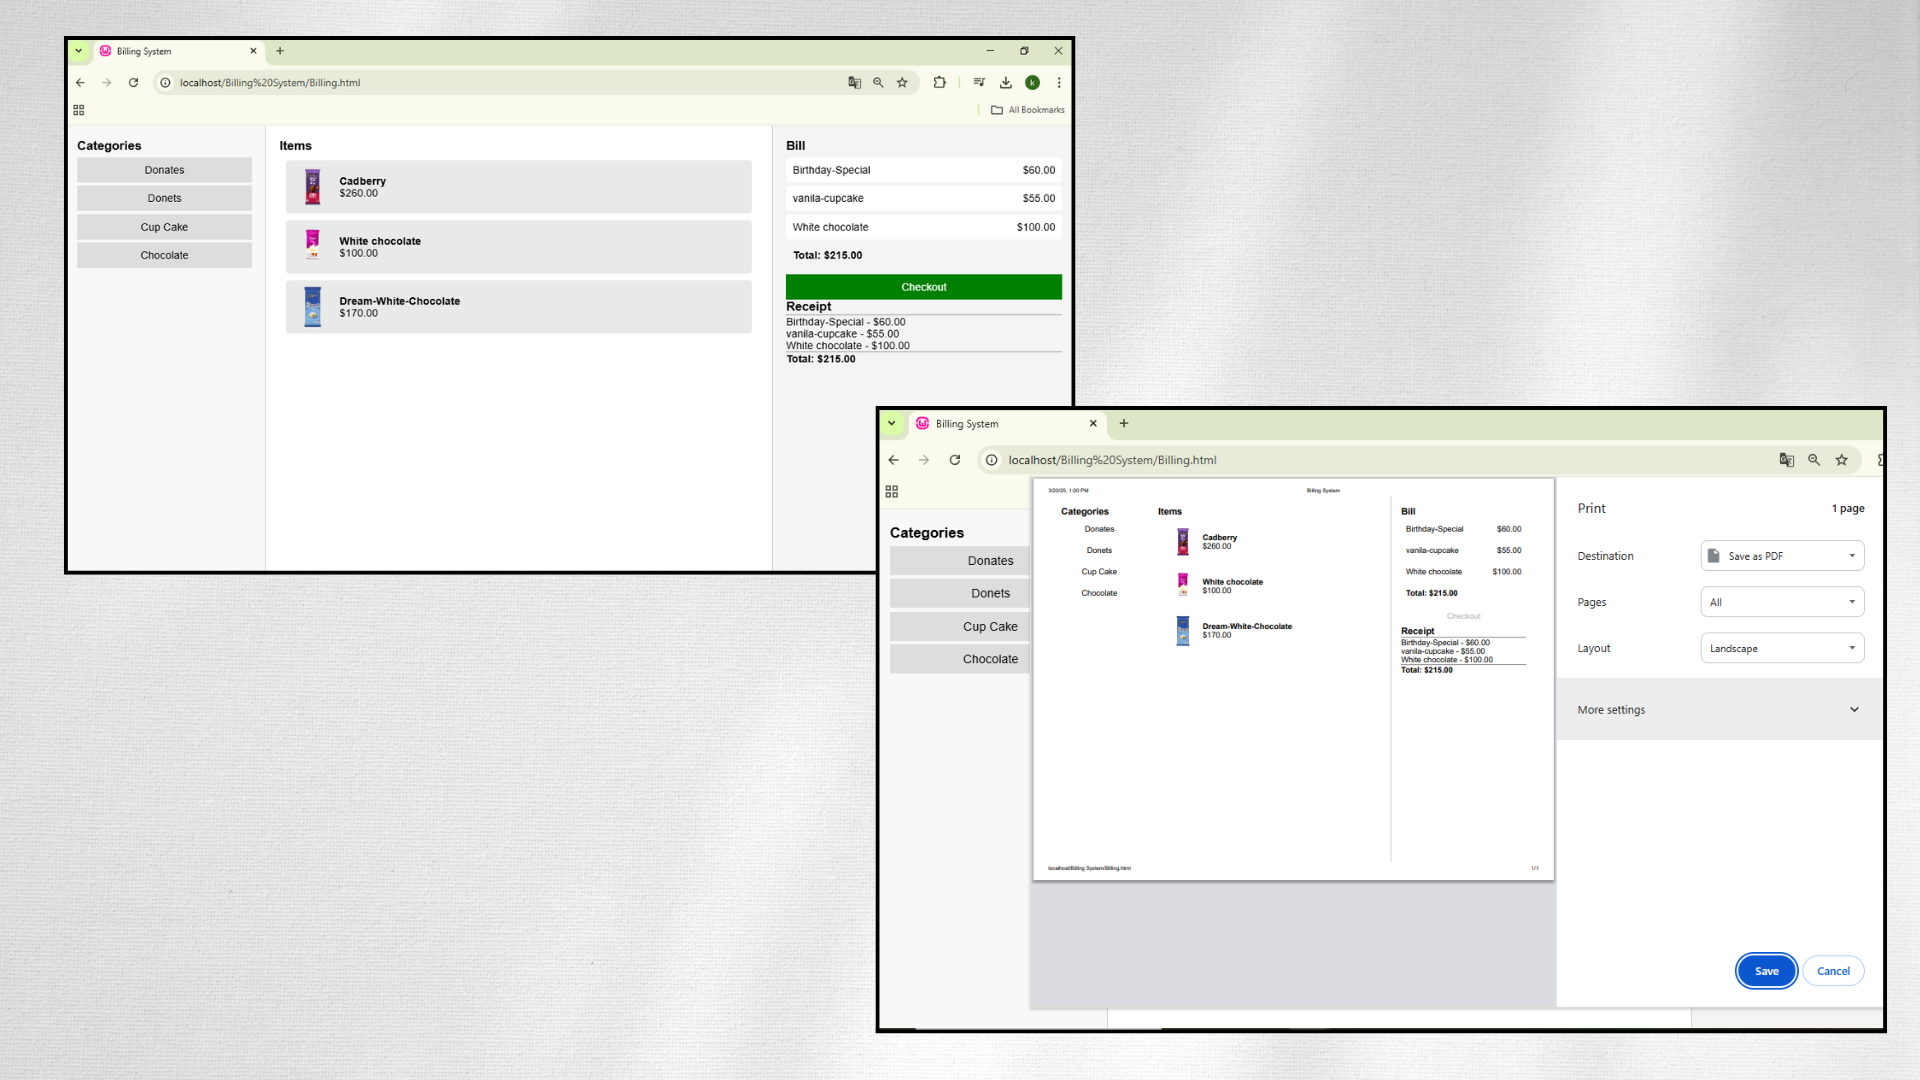 Billing System
localhost/Billing%20System/Billing.html
k
All Bookmarks
Categories
Donates
Donets
Cup Cake
Chocolate
Items
Cadberry
$260.00
White chocolate
$100.00
Dream-White-Chocolate
$170.00
Bill
Birthday-Special $60.00
vanila-cupcake $55.00
White chocolate $100.00
Total: $215.00
Checkout
Receipt
Birthday-Special - $60.00
vanila-cupcake - $55.00
White chocolate - $100.00
Total: $215.00
Billing System
localhost/Billing%20System/Billing.html
Categories
Donates
Donets
Cup Cake
Chocolate
3/20/25, 1:00 PM Billing System
Categories
Donates
Donets
Cup Cake
Chocolate
Items
Cadberry
$260.00
White chocolate
$100.00
Dream-White-Chocolate
$170.00
Bill
Birthday-Special $60.00
vanila-cupcake $55.00
White chocolate $100.00
Total: $215.00
Checkout
Receipt
Birthday-Special - $60.00
vanila-cupcake - $55.00
White chocolate - $100.00
Total: $215.00
localhost/Billing System/Billing.html 1/1
Print 1 page
Destination Save as PDF
Pages All
Layout Landscape
More settings
Save Cancel